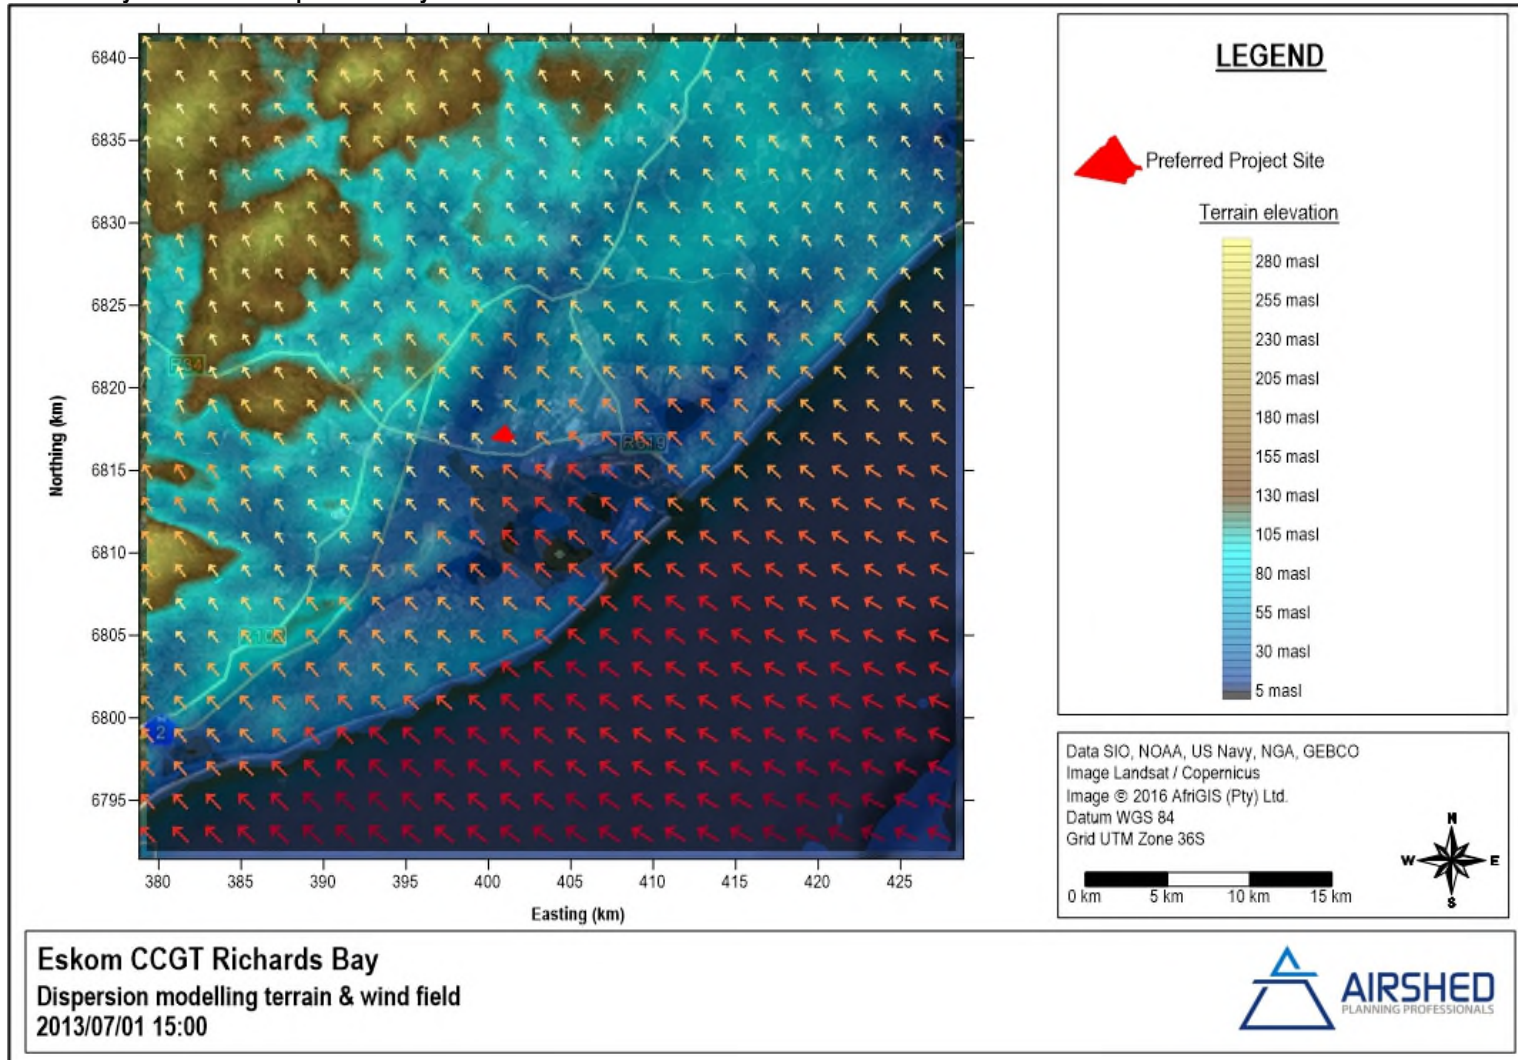 6840
6835
6830
6825
6820
6815
6810
6805
6800
6795
Northing (km)
380
385
390
395
400
405
410
415
420
425
Easting (km)
R34
R619
2
LEGEND
Preferred Project Site
Terrain elevation
280 masl
255 masl
230 masl
205 masl
180 masl
155 masl
130 masl
105 masl
80 masl
55 masl
30 masl
5 masl
Data SIO, NOAA, US Navy, NGA, GEBCO
Image Landsat / Copernicus
Image © 2016 AfriGIS (Pty) Ltd.
Datum WGS 84
Grid UTM Zone 36S
N
W E
S
0 km 5 km 10 km 15 km
Eskom CCGT Richards Bay
Dispersion modelling terrain & wind field
2013/07/01 15:00
AIRSHED
PLANNING PROFESSIONALS